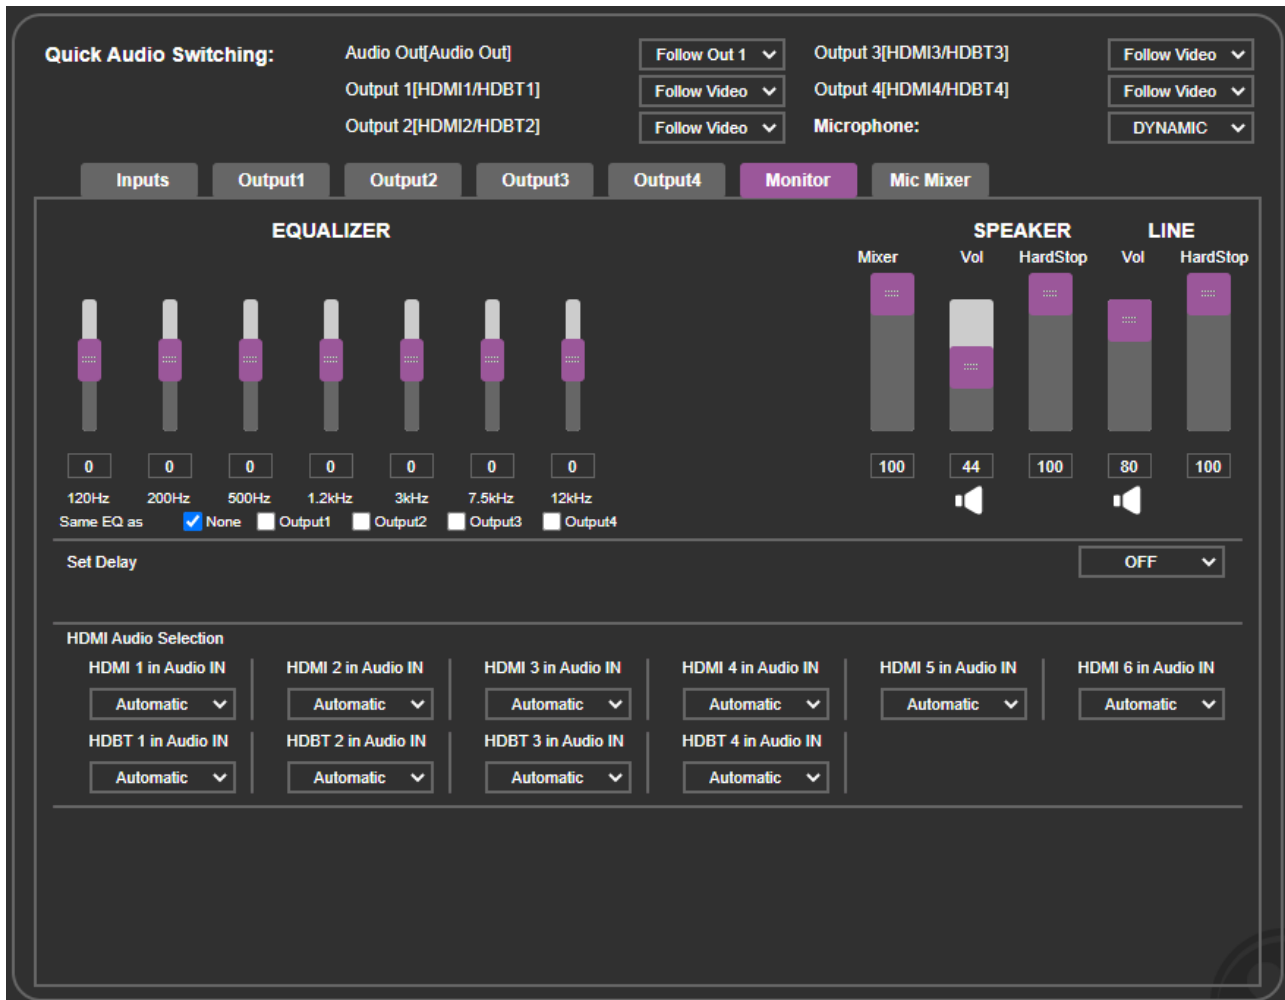 Quick Audio Switching:
Audio Out[Audio Out] Follow Out 1 Output 3[HDMI3/HDBT3] Follow Video
Output 1[HDMI1/HDBT1] Follow Video Output 4[HDMI4/HDBT4] Follow Video
Output 2[HDMI2/HDBT2] Follow Video Microphone: DYNAMIC
Inputs Output1 Output2 Output3 Output4 Monitor Mic Mixer
EQUALIZER SPEAKER LINE
Mixer Vol HardStop Vol HardStop
0 0 0 0 0 0 0 100 44 100 80 100
120Hz 200Hz 500Hz 1.2kHz 3kHz 7.5kHz 12kHz
Same EQ as None Output1 Output2 Output3 Output4
Set Delay OFF
HDMI Audio Selection
HDMI 1 in Audio IN HDMI 2 in Audio IN HDMI 3 in Audio IN HDMI 4 in Audio IN HDMI 5 in Audio IN HDMI 6 in Audio IN
Automatic Automatic Automatic Automatic Automatic Automatic
HDBT 1 in Audio IN HDBT 2 in Audio IN HDBT 3 in Audio IN HDBT 4 in Audio IN
Automatic Automatic Automatic Automatic